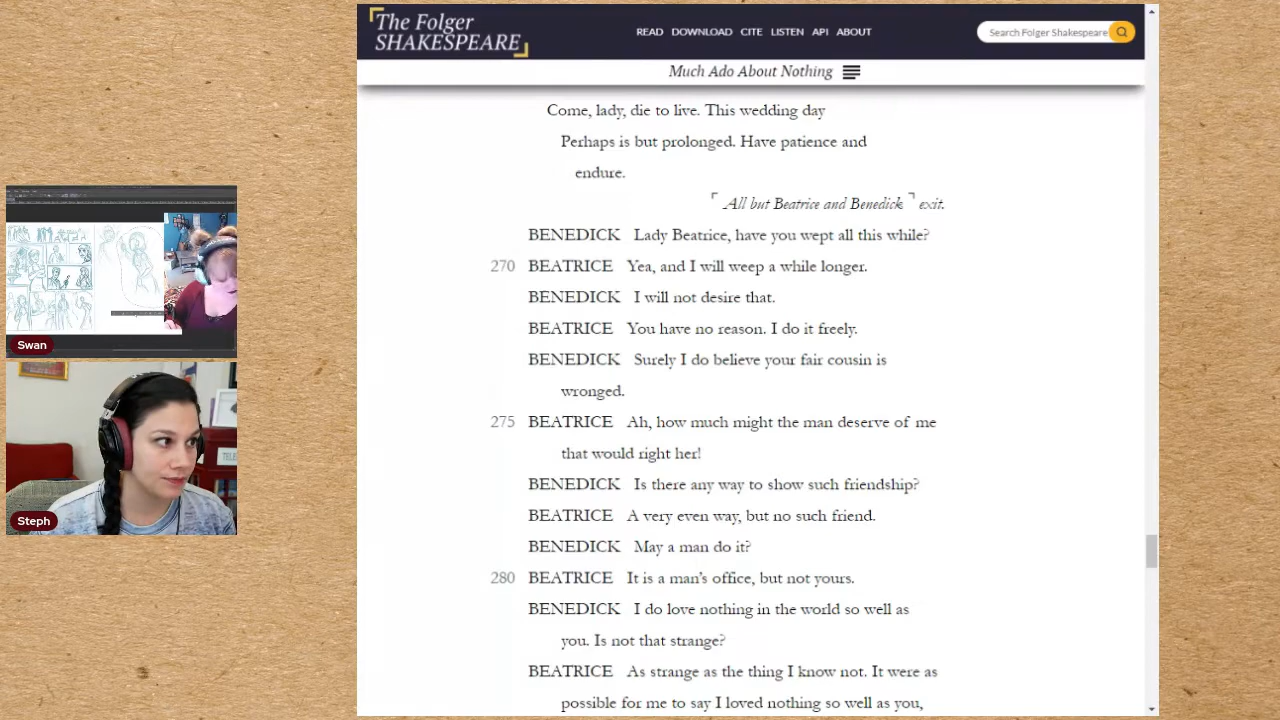 The Folger
SHAKESPEARE
READ DOWNLOAD CITE LISTEN API ABOUT
Search Folger Shakespeare
Much Ado About Nothing
Come, lady, die to live. This wedding day
Perhaps is but prolonged. Have patience and
endure.
⌜All but Beatrice and Benedick⌝ exit.
BENEDICK Lady Beatrice, have you wept all this while?
270 BEATRICE Yea, and I will weep a while longer.
BENEDICK I will not desire that.
BEATRICE You have no reason. I do it freely.
BENEDICK Surely I do believe your fair cousin is
wronged.
275 BEATRICE Ah, how much might the man deserve of me
that would right her!
BENEDICK Is there any way to show such friendship?
BEATRICE A very even way, but no such friend.
BENEDICK May a man do it?
280 BEATRICE It is a man's office, but not yours.
BENEDICK I do love nothing in the world so well as
you. Is not that strange?
BEATRICE As strange as the thing I know not. It were as
possible for me to say I loved nothing so well as you,
Swan
Steph